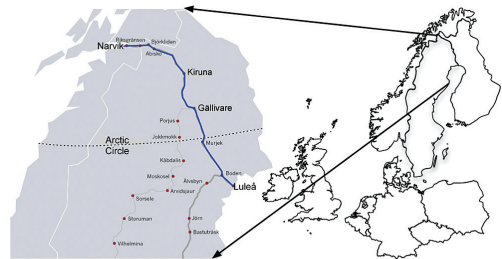 Riksgränsen
Björkliden
Narvik
Abisko
Kiruna
Gällivare
Porjus
Arctic
Circle
Jokkmokk
Murjek
Kåbdalis
Moskosel
Älvsbyn
Boden
Luleå
Arvidsjaur
Sorsele
Storuman
Jörn
Bastuträsk
Vilhelmina